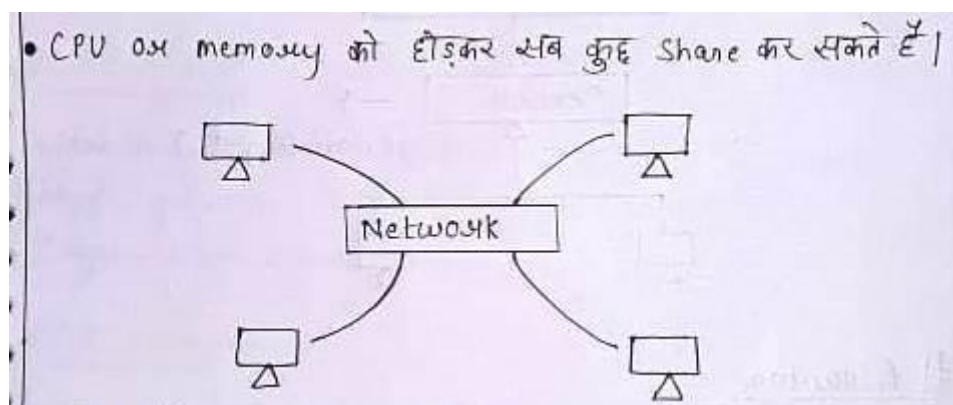 • CPU or memory को छोड़कर सब कुछ share कर सकते हैं|
Network